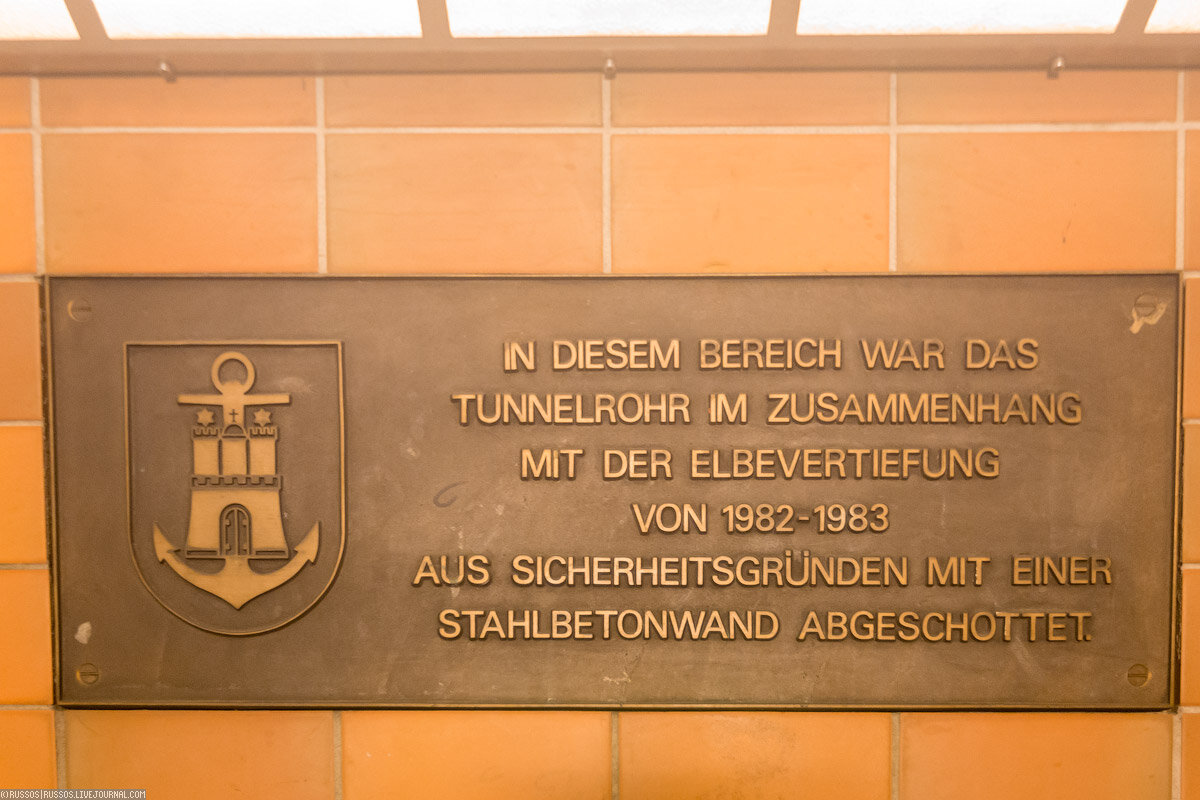 IN DIESEM BEREICH WAR DAS
TUNNELROHR IM ZUSAMMENHANG
MIT DER ELBEVERTIEFUNG
VON 1982-1983
AUS SICHERHEITSGRÜNDEN MIT EINER
STAHLBETONWAND ABGESCHOTTET.
©RUSSOS|RUSSOS.LIVEJOURNAL.COM